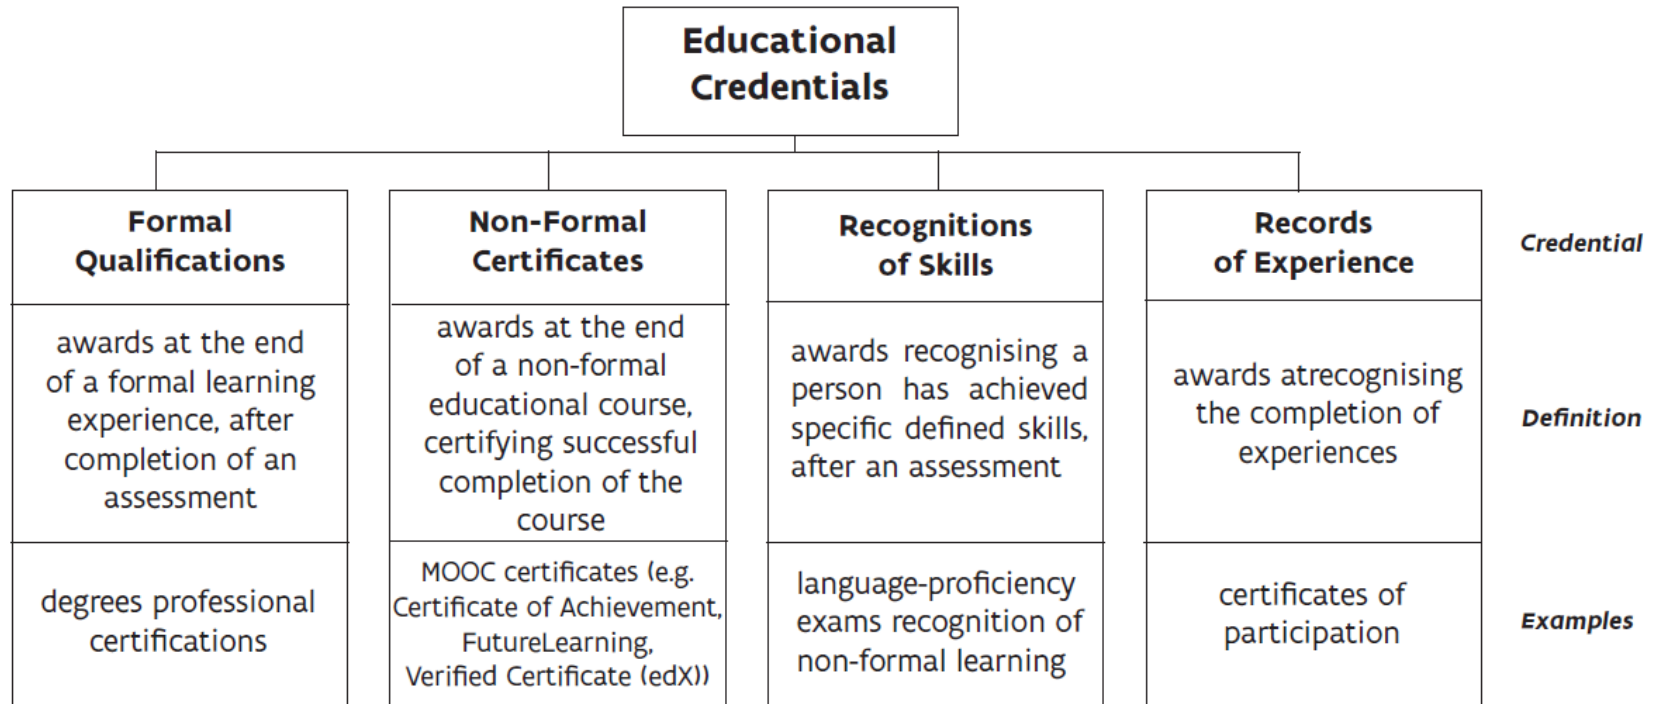 Educational
Credentials
Formal
Qualifications
Non-Formal
Certificates
Recognitions
of Skills
Records
of Experience
Credential
awards at the end
of a formal learning
experience, after
completion of an
assessment
awards at the end
of a non-formal
educational course,
certifying successful
completion of the
course
awards recognising a
person has achieved
specific defined skills,
after an assessment
awards atrecognising
the completion of
experiences
Definition
degrees professional
certifications
MOOC certificates (e.g.
Certificate of Achievement,
FutureLearning,
Verified Certificate (edX))
language-proficiency
exams recognition of
non-formal learning
certificates of
participation
Examples